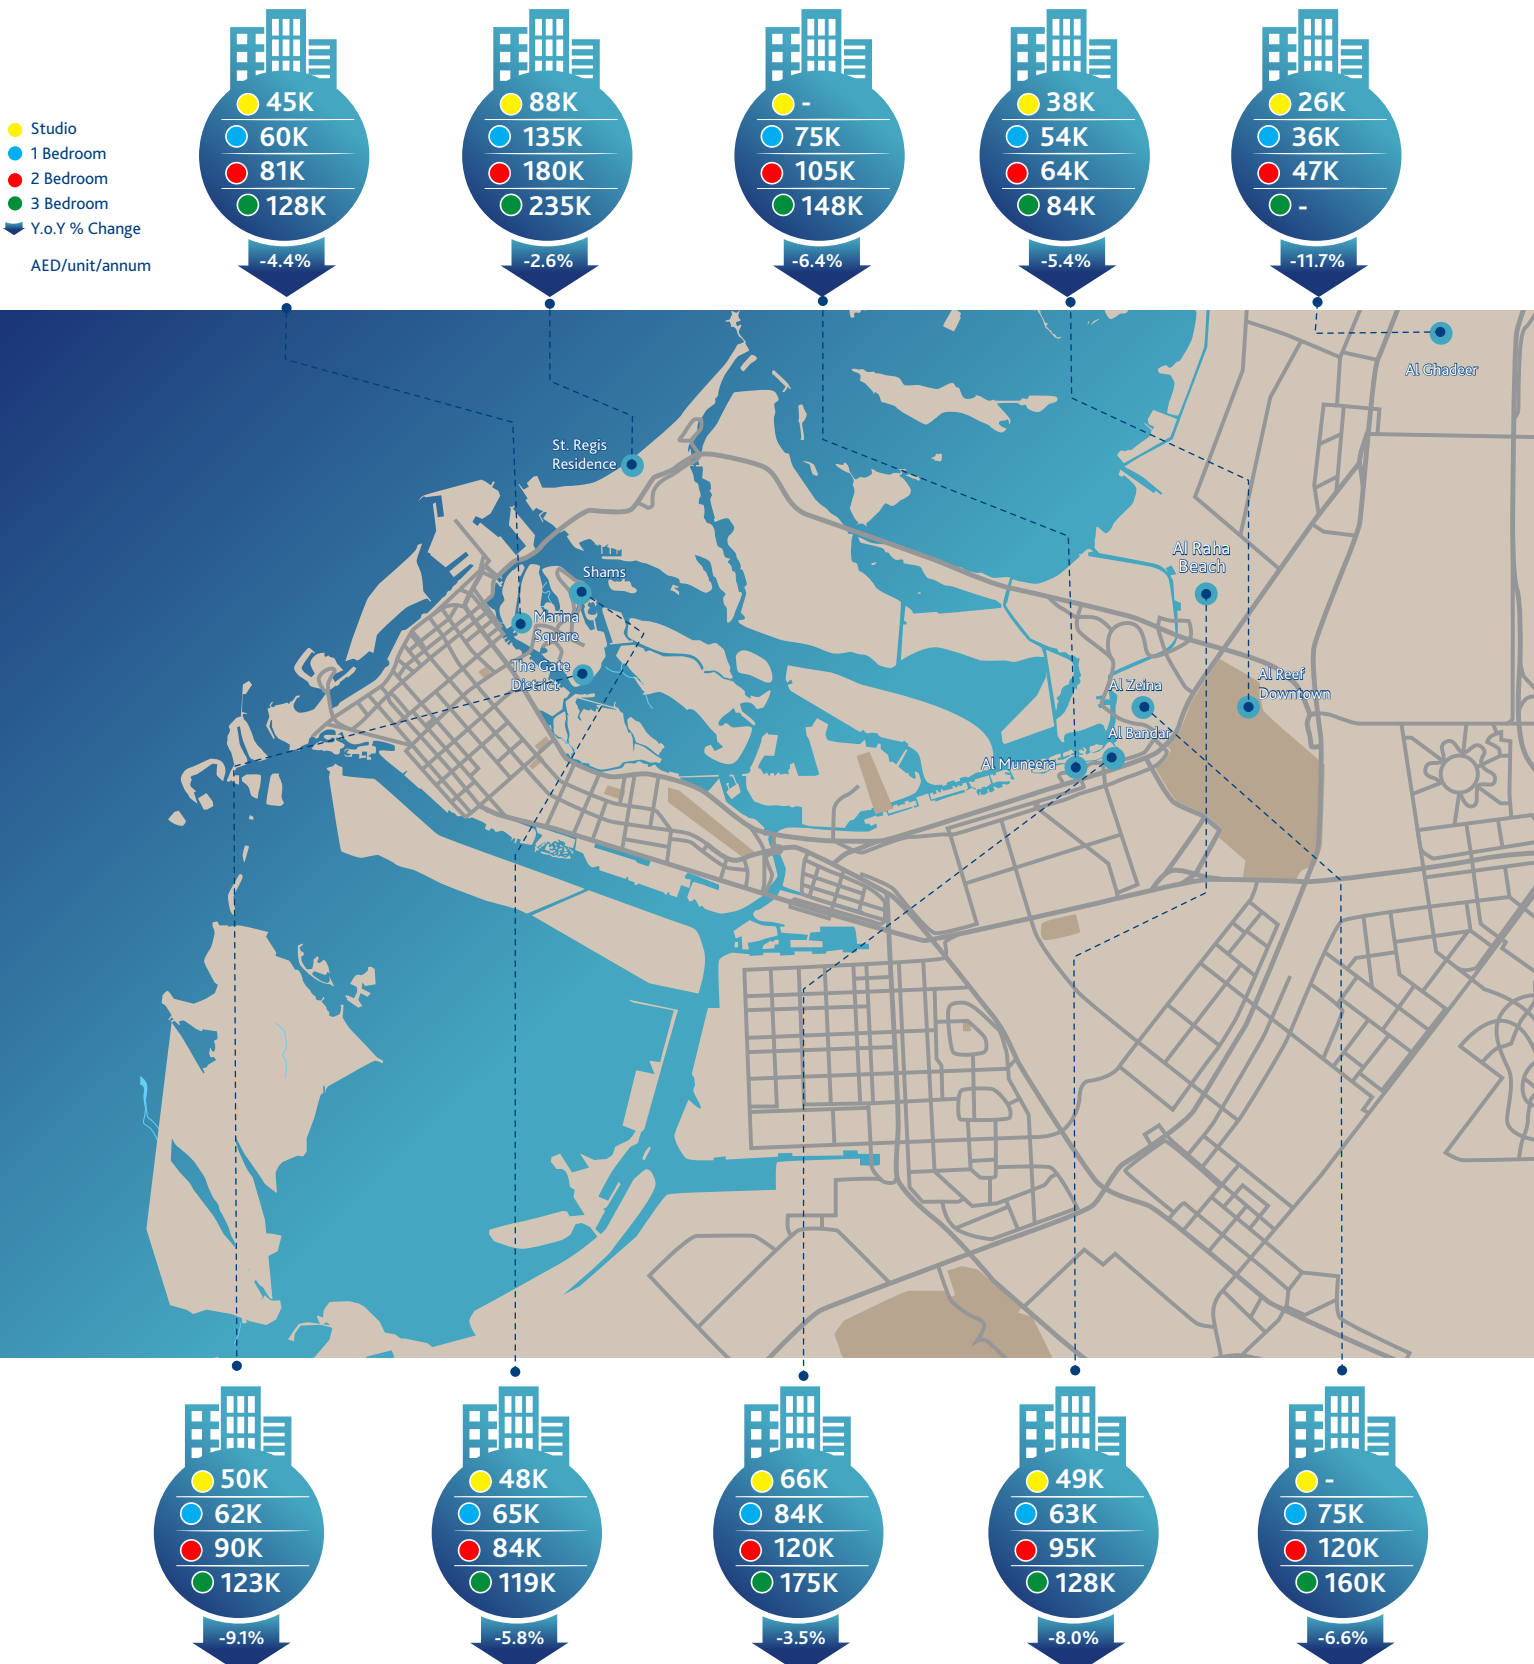 45K
60K
81K
128K
-4.4%
88K
135K
180K
235K
-2.6%
-
75K
105K
148K
-6.4%
38K
54K
64K
84K
-5.4%
26K
36K
47K
-
-11.7%
Studio
1 Bedroom
2 Bedroom
3 Bedroom
Y.o.Y % Change
AED/unit/annum
Al Ghadeer
St. Regis
Residence
Al Raha
Beach
Shams
Marina
Square
The Gate
District
Al Reef
Downtown
Al Zeina
Al Bandar
Al Muneera
50K
62K
90K
123K
-9.1%
48K
65K
84K
119K
-5.8%
66K
84K
120K
175K
-3.5%
49K
63K
95K
128K
-8.0%
-
75K
120K
160K
-6.6%